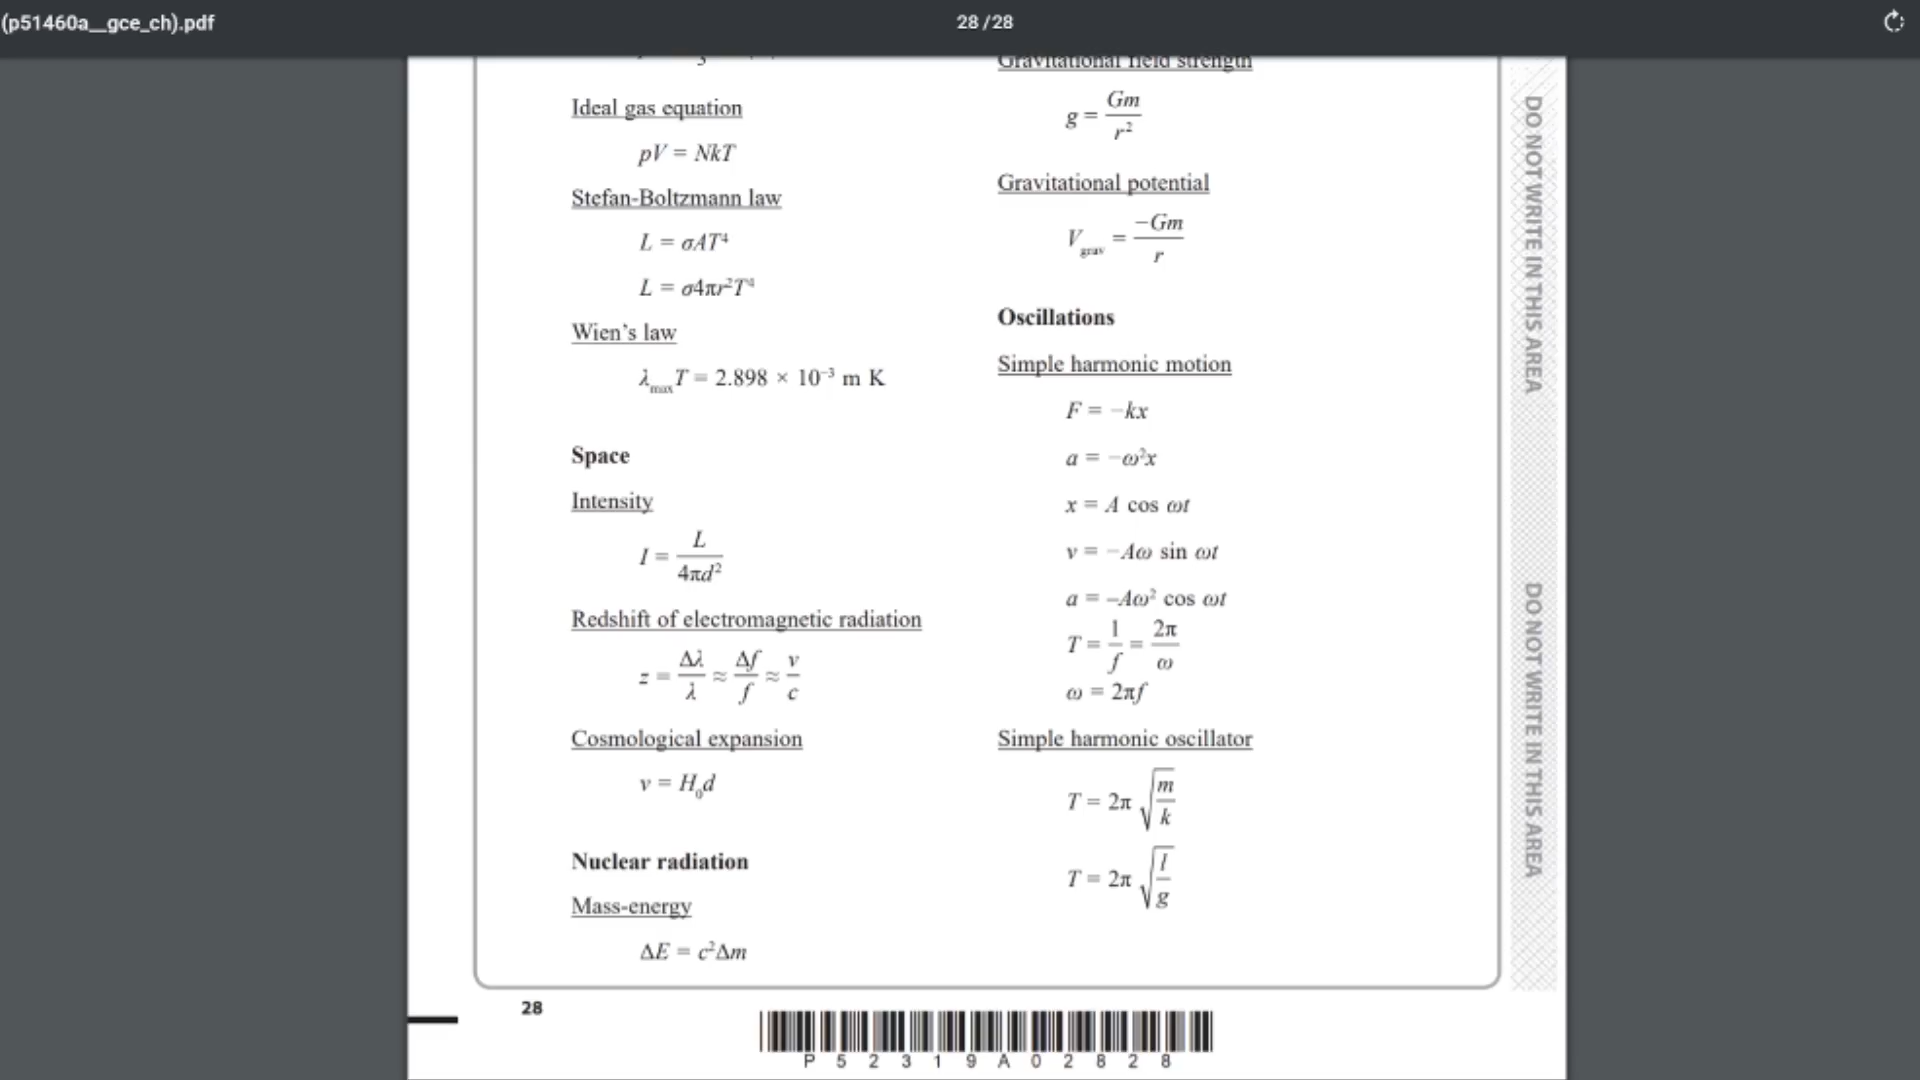 (p51460a__gce_ch).pdf
28 / 28
Ideal gas equation
pV = NkT
Stefan-Boltzmann law
L = σAT⁴
L = σ4πr²T⁴
Wien’s law
λmaxT = 2.898 × 10⁻³ m K
Space
Intensity
I = L / 4πd²
Redshift of electromagnetic radiation
z = Δλ/λ ≈ Δf/f ≈ v/c
Cosmological expansion
v = H₀d
Nuclear radiation
Mass-energy
ΔE = c²Δm
Gravitational field strength
g = Gm / r²
Gravitational potential
Vgrav = −Gm / r
Oscillations
Simple harmonic motion
F = −kx
a = −ω²x
x = A cos ωt
v = −Aω sin ωt
a = −Aω² cos ωt
T = 1/f = 2π/ω
ω = 2πf
Simple harmonic oscillator
T = 2π √(m/k)
T = 2π √(l/g)
DO NOT WRITE IN THIS AREA
DO NOT WRITE IN THIS AREA
28
P 5 2 3 1 9 A 0 2 8 2 8